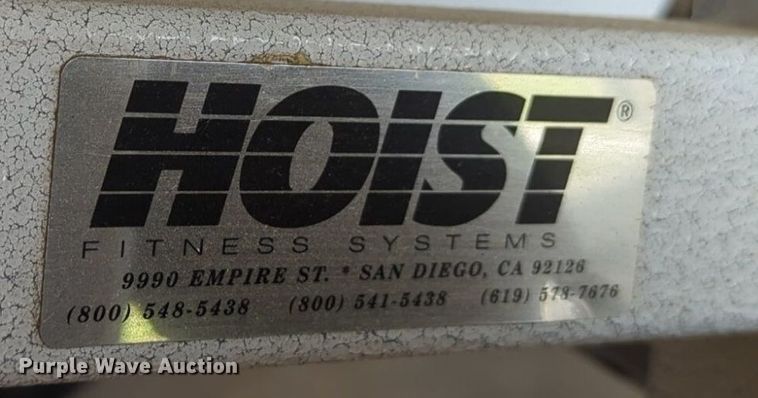 HOIST®
FITNESS SYSTEMS
9990 EMPIRE ST. * SAN DIEGO, CA 92126
(800) 548-5438 (800) 541-5438 (619) 578-7676
Purple Wave Auction